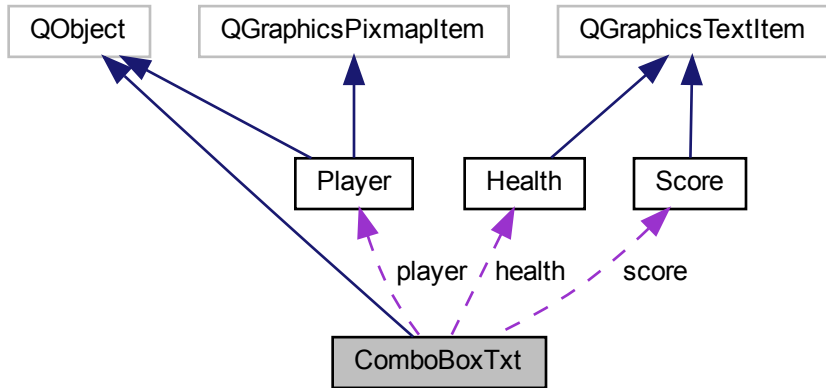 QObject
QGraphicsPixmapItem
QGraphicsTextItem
Player
Health
Score
player
health
score
ComboBoxTxt